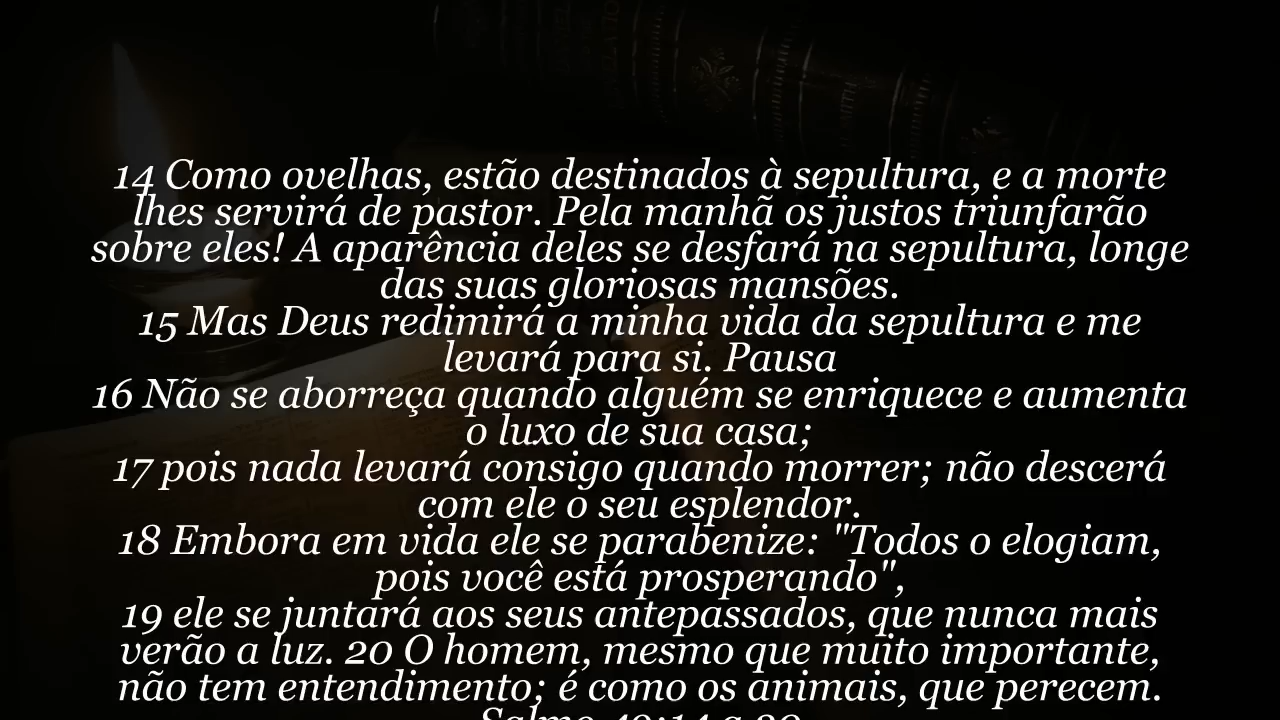 14 Como ovelhas, estão destinados à sepultura, e a morte
lhes servirá de pastor. Pela manhã os justos triunfarão
sobre eles! A aparência deles se desfará na sepultura, longe
das suas gloriosas mansões.
15 Mas Deus redimirá a minha vida da sepultura e me
levará para si. Pausa
16 Não se aborreça quando alguém se enriquece e aumenta
o luxo de sua casa;
17 pois nada levará consigo quando morrer; não descerá
com ele o seu esplendor.
18 Embora em vida ele se parabenize: "Todos o elogiam,
pois você está prosperando",
19 ele se juntará aos seus antepassados, que nunca mais
verão a luz. 20 O homem, mesmo que muito importante,
não tem entendimento; é como os animais, que perecem.
Salmo 49:14 a 20